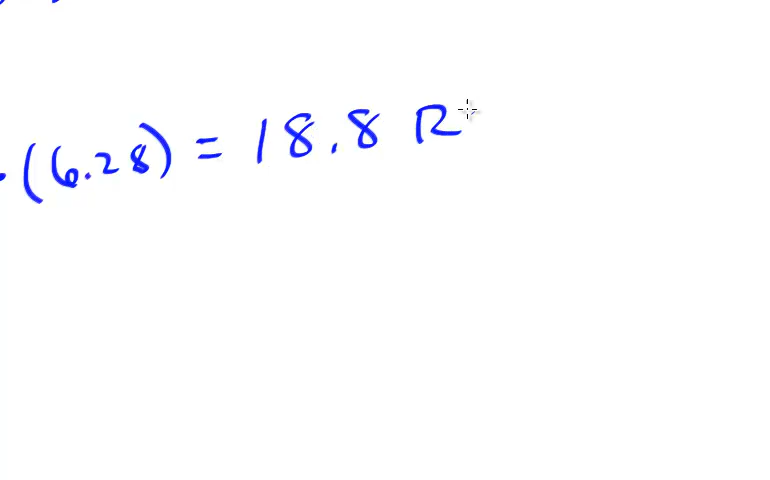 · (6.28) = 18.8 R